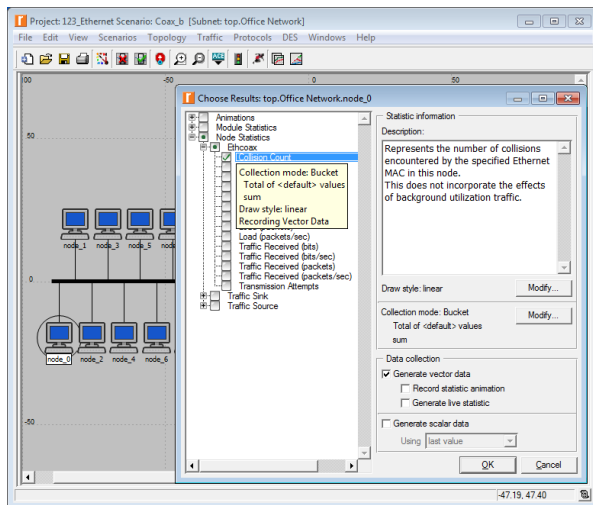 Project: 123_Ethernet Scenario: Coax_b [Subnet: top.Office Network]
File Edit View Scenarios Topology Traffic Protocols DES Windows Help
-50 0 50
50
0
-50
node_1 node_3 node_5
node_0 node_2 node_4 node_6
Choose Results: top.Office Network.node_0
Animations
Module Statistics
Node Statistics
Ethcoax
Collision Count
Collection mode: Bucket
Total of <default> values
sum
Draw style: linear
Recording Vector Data
Load (packets/sec)
Traffic Received (bits)
Traffic Received (bits/sec)
Traffic Received (packets)
Traffic Received (packets/sec)
Transmission Attempts
Traffic Sink
Traffic Source
Statistic information
Description:
Represents the number of collisions
encountered by the specified Ethernet
MAC in this node.
This does not incorporate the effects
of background utilization traffic.
Draw style: linear Modify...
Collection mode: Bucket Modify...
Total of <default> values
sum
Data collection
Generate vector data
Record statistic animation
Generate live statistic
Generate scalar data
Using last value
OK Cancel
-47.19, 47.40